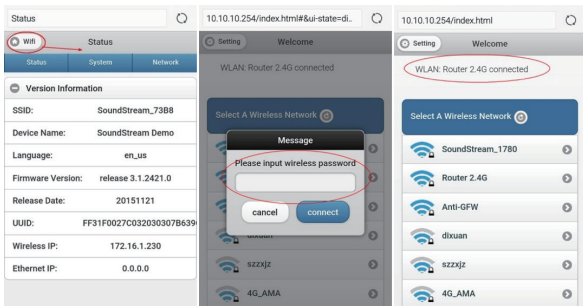 Status
Wifi
Status
Status System Network
Version Information
SSID: SoundStream_73B8
Device Name: SoundStream Demo
Language: en_us
Firmware Version: release 3.1.2421.0
Release Date: 20151121
UUID: FF31F0027C032030307B639
Wireless IP: 172.16.1.230
Ethernet IP: 0.0.0.0
10.10.10.254/index.html#&ui-state=di..
Setting Welcome
WLAN: Router 2.4G connected
Select A Wireless Network
Message
Please input wireless password
cancel connect
dixuan
szzxjz
4G_AMA
10.10.10.254/index.html
Setting Welcome
WLAN: Router 2.4G connected
Select A Wireless Network
SoundStream_1780
Router 2.4G
Anti-GFW
dixuan
szzxjz
4G_AMA